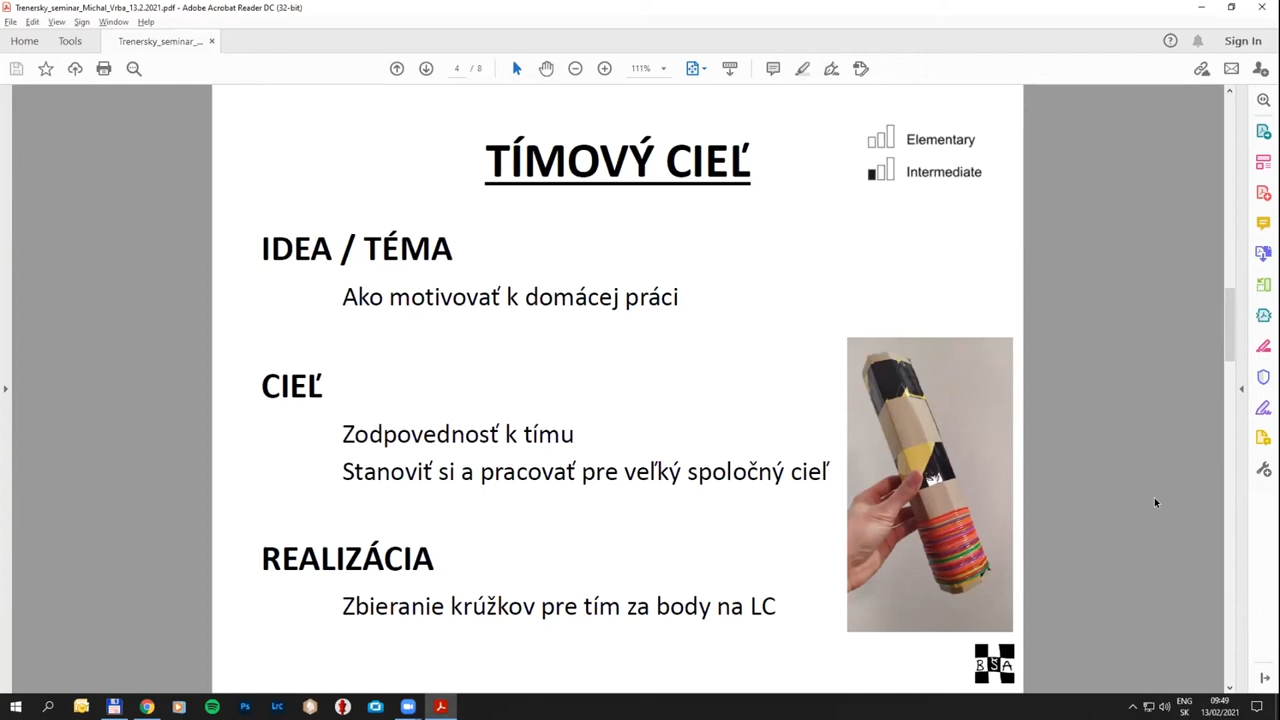 Trenersky_seminar_Michal_Vrba_13.2.2021.pdf - Adobe Acrobat Reader DC (32-bit)
File Edit View Sign Window Help
Home Tools Trenersky_seminar_... × Sign In
4 / 8 111%
TÍMOVÝ CIEĽ
Elementary
Intermediate
IDEA / TÉMA
Ako motivovať k domácej práci
CIEĽ
Zodpovednosť k tímu
Stanoviť si a pracovať pre veľký spoločný cieľ
REALIZÁCIA
Zbieranie krúžkov pre tím za body na LC
BŠA
Ps Lrc
ENG 09:49
SK 13/02/2021